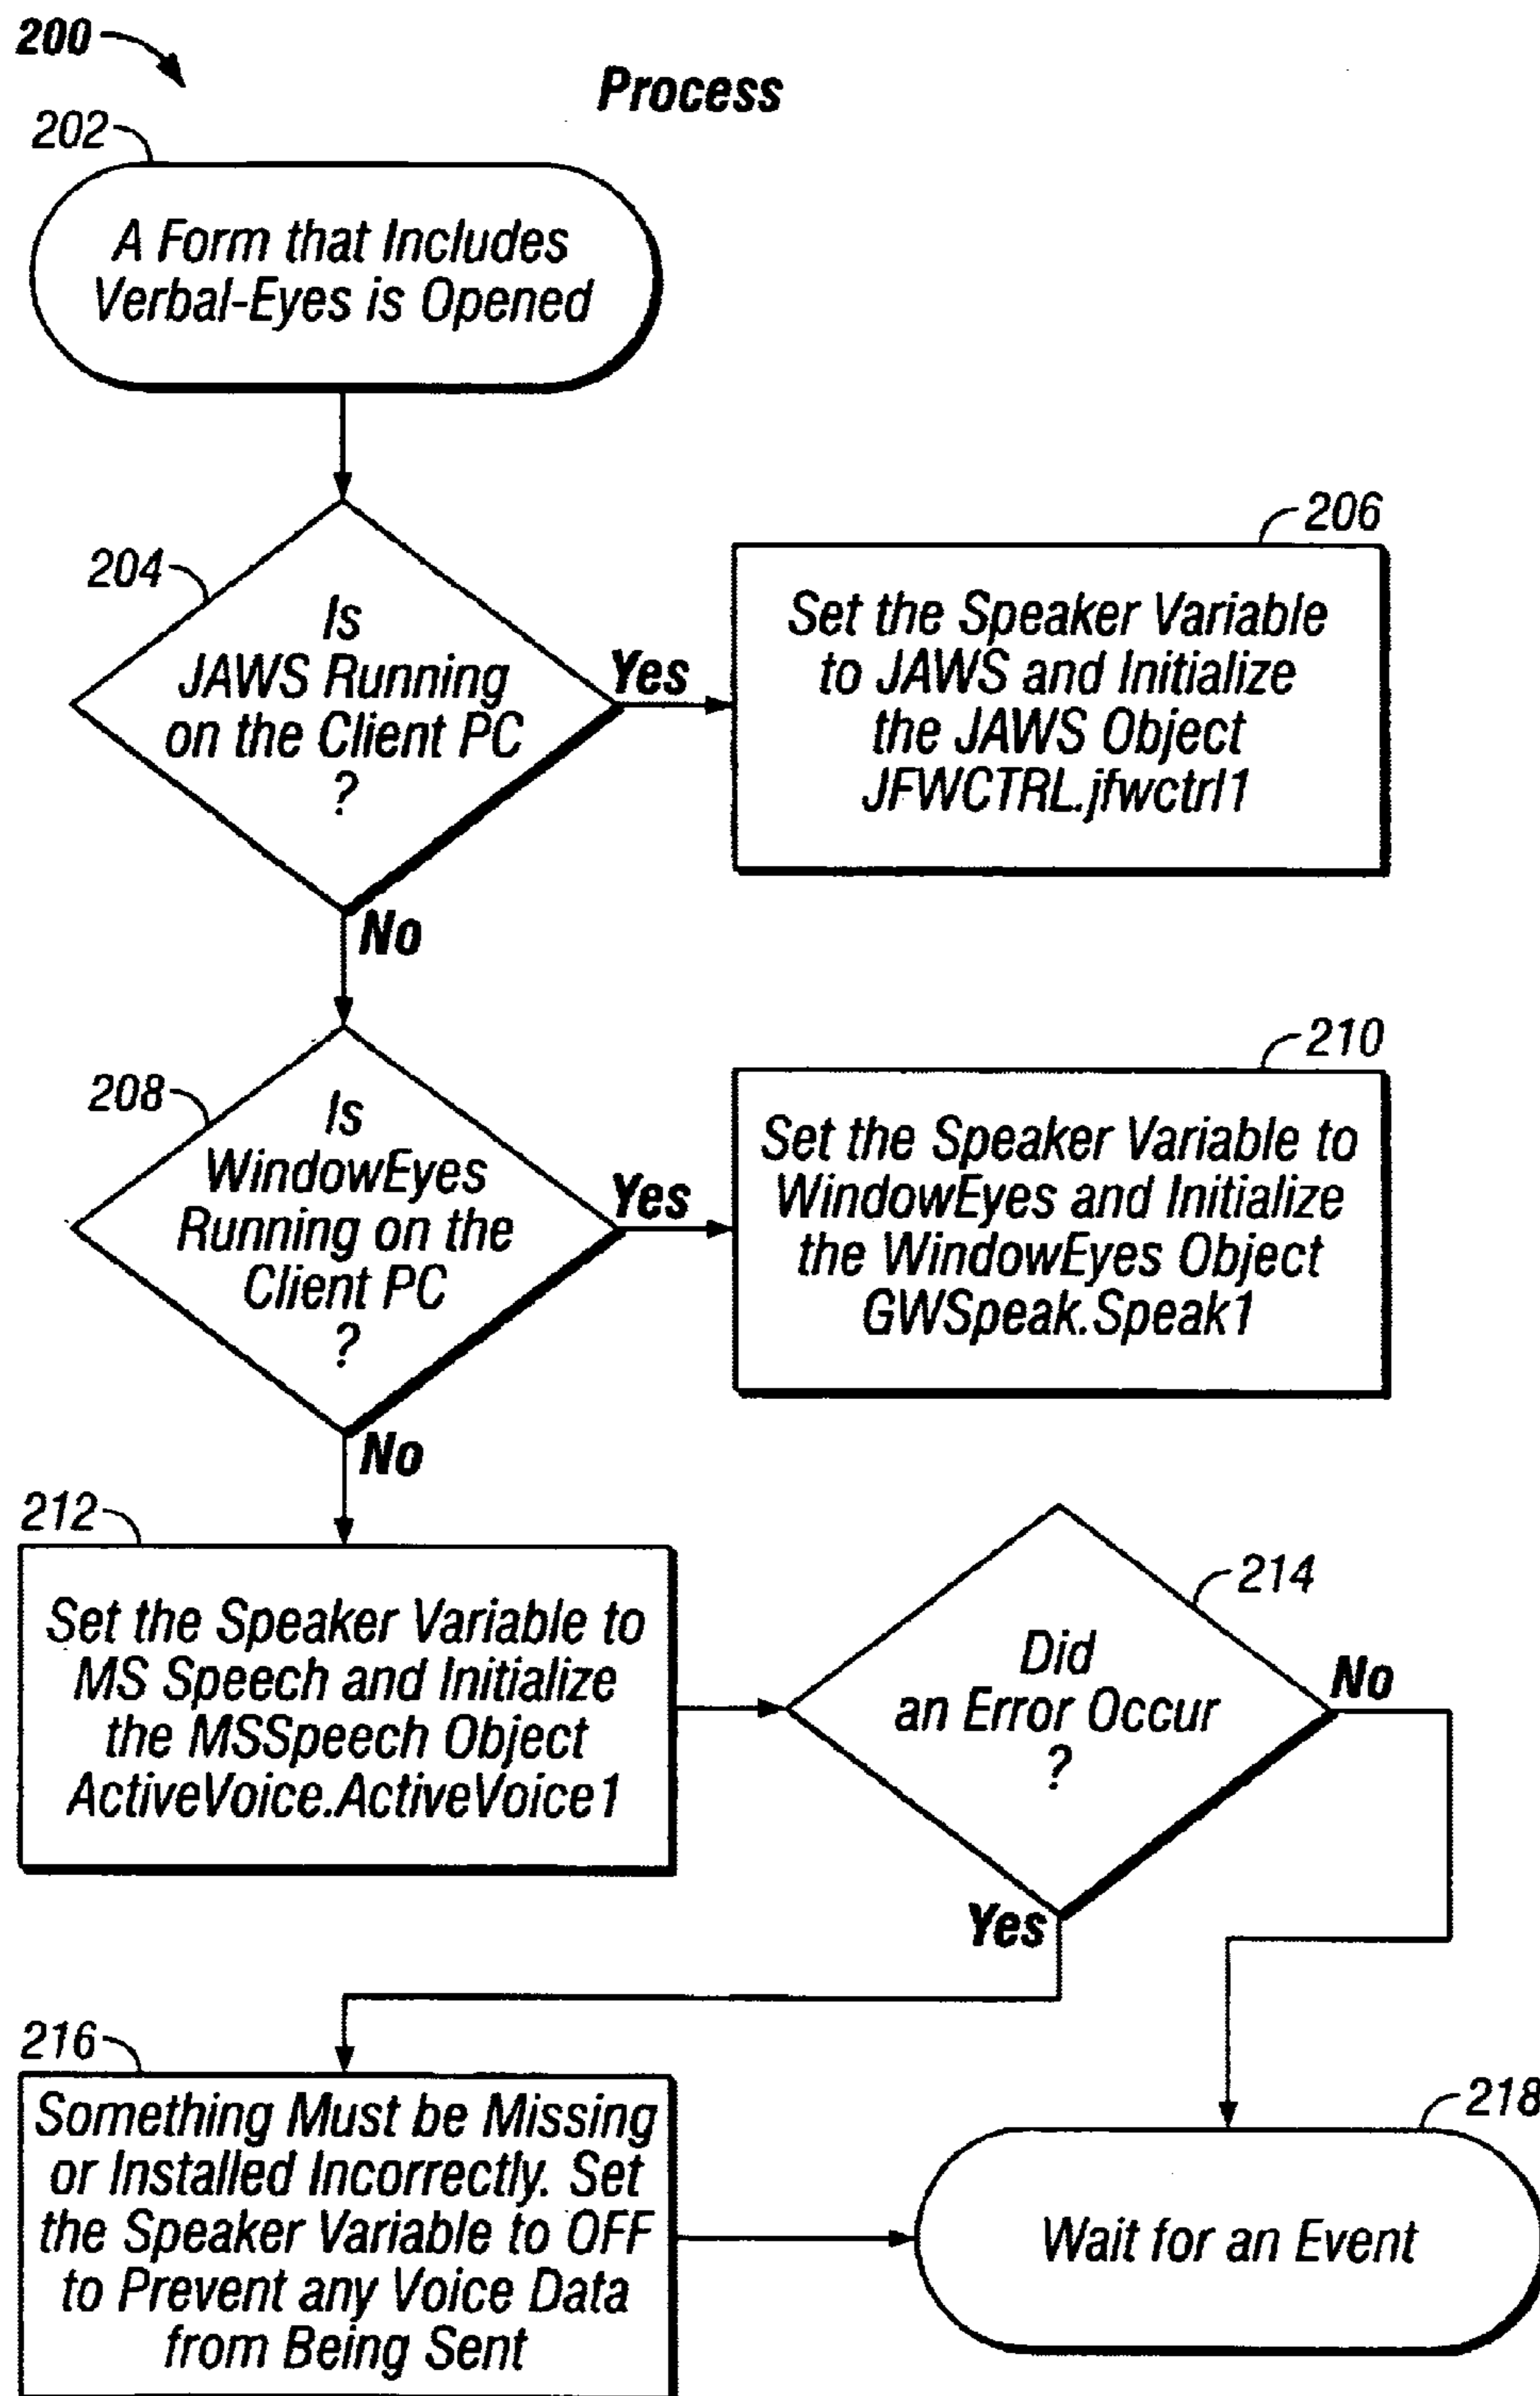 200
Process
202
A Form that Includes
Verbal-Eyes is Opened
204
Is
JAWS Running
on the Client PC
?
Yes
No
206
Set the Speaker Variable
to JAWS and Initialize
the JAWS Object
JFWCTRL.jfwctrl1
208
Is
WindowEyes
Running on the
Client PC
?
Yes
No
210
Set the Speaker Variable to
WindowEyes and Initialize
the WindowEyes Object
GWSpeak.Speak1
212
Set the Speaker Variable to
MS Speech and Initialize
the MSSpeech Object
ActiveVoice.ActiveVoice1
214
Did
an Error Occur
?
No
Yes
216
Something Must be Missing
or Installed Incorrectly. Set
the Speaker Variable to OFF
to Prevent any Voice Data
from Being Sent
218
Wait for an Event